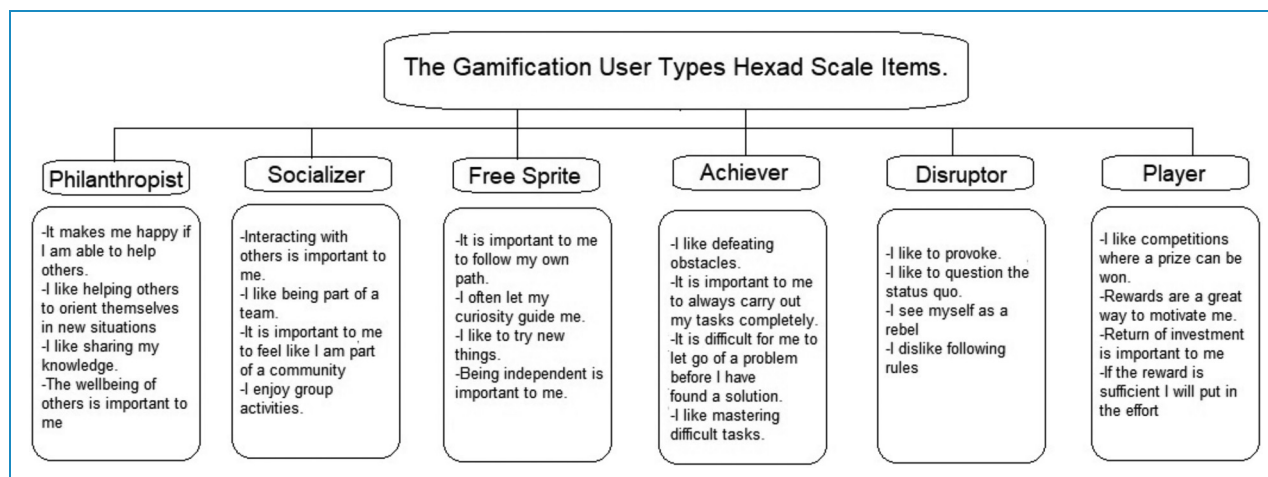 The Gamification User Types Hexad Scale Items.
Philanthropist
-It makes me happy if
I am able to help
others.
-I like helping others
to orient themselves
in new situations
-I like sharing my
knowledge.
-The wellbeing of
others is important to
me
Socializer
-Interacting with
others is important to
me.
-I like being part of a
team.
-It is important to me
to feel like I am part
of a community
-I enjoy group
activities.
Free Sprite
-It is important to me
to follow my own
path.
-I often let my
curiosity guide me.
-I like to try new
things.
-Being independent is
important to me.
Achiever
-I like defeating
obstacles.
-It is important to me
to always carry out
my tasks completely.
-It is difficult for me to
let go of a problem
before I have
found a solution.
-I like mastering
difficult tasks.
Disruptor
-I like to provoke.
-I like to question the
status quo.
-I see myself as a
rebel
-I dislike following
rules
Player
-I like competitions
where a prize can be
won.
-Rewards are a great
way to motivate me.
-Return of investment
is important to me
-If the reward is
sufficient I will put in
the effort